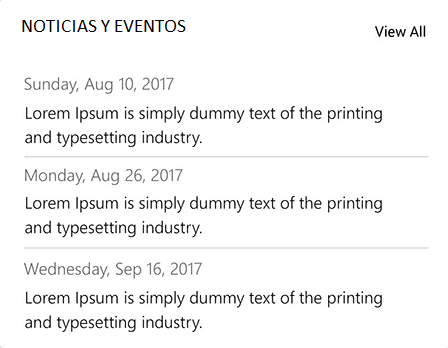 NOTICIAS Y EVENTOS
View All
Sunday, Aug 10, 2017
Lorem Ipsum is simply dummy text of the printing
and typesetting industry.
Monday, Aug 26, 2017
Lorem Ipsum is simply dummy text of the printing
and typesetting industry.
Wednesday, Sep 16, 2017
Lorem Ipsum is simply dummy text of the printing
and typesetting industry.